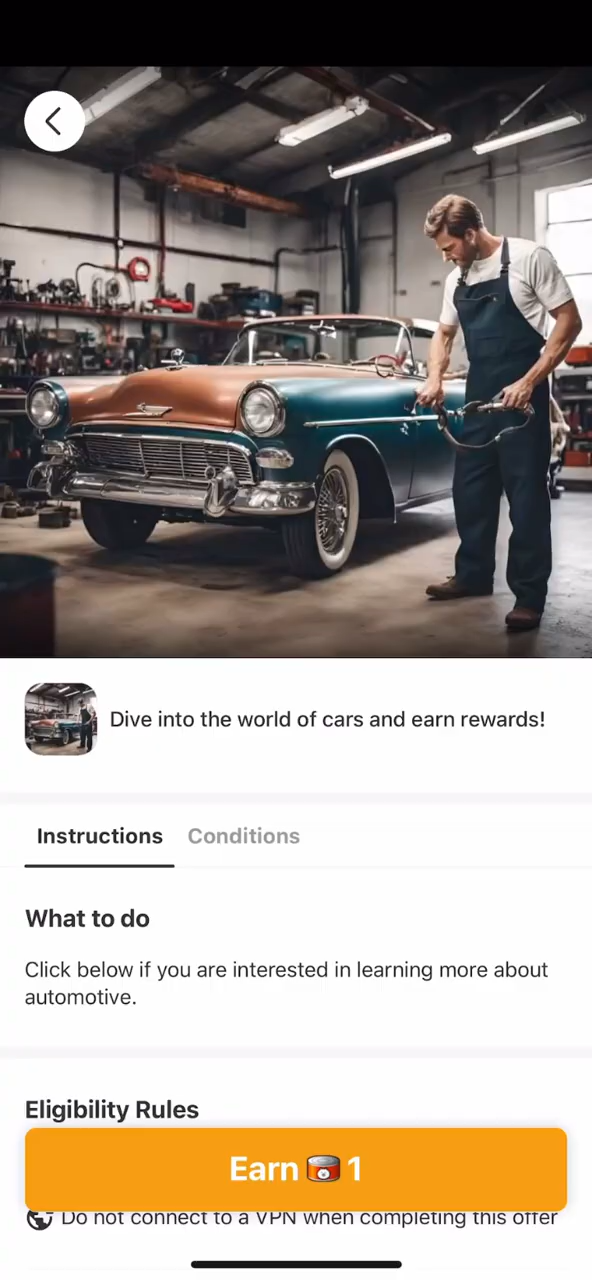 Dive into the world of cars and earn rewards!
Instructions
Conditions
What to do
Click below if you are interested in learning more about
automotive.
Eligibility Rules
Earn 1
Do not connect to a VPN when completing this offer